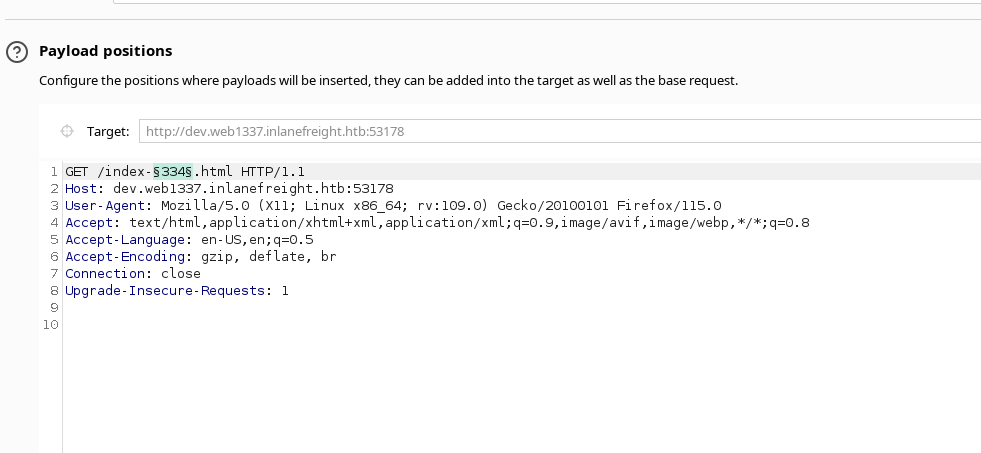 ?
Payload positions
Configure the positions where payloads will be inserted, they can be added into the target as well as the base request.
Target: http://dev.web1337.inlanefreight.htb:53178
1 GET /index-§334§.html HTTP/1.1
2 Host: dev.web1337.inlanefreight.htb:53178
3 User-Agent: Mozilla/5.0 (X11; Linux x86_64; rv:109.0) Gecko/20100101 Firefox/115.0
4 Accept: text/html,application/xhtml+xml,application/xml;q=0.9,image/avif,image/webp,*/*;q=0.8
5 Accept-Language: en-US,en;q=0.5
6 Accept-Encoding: gzip, deflate, br
7 Connection: close
8 Upgrade-Insecure-Requests: 1
9
10